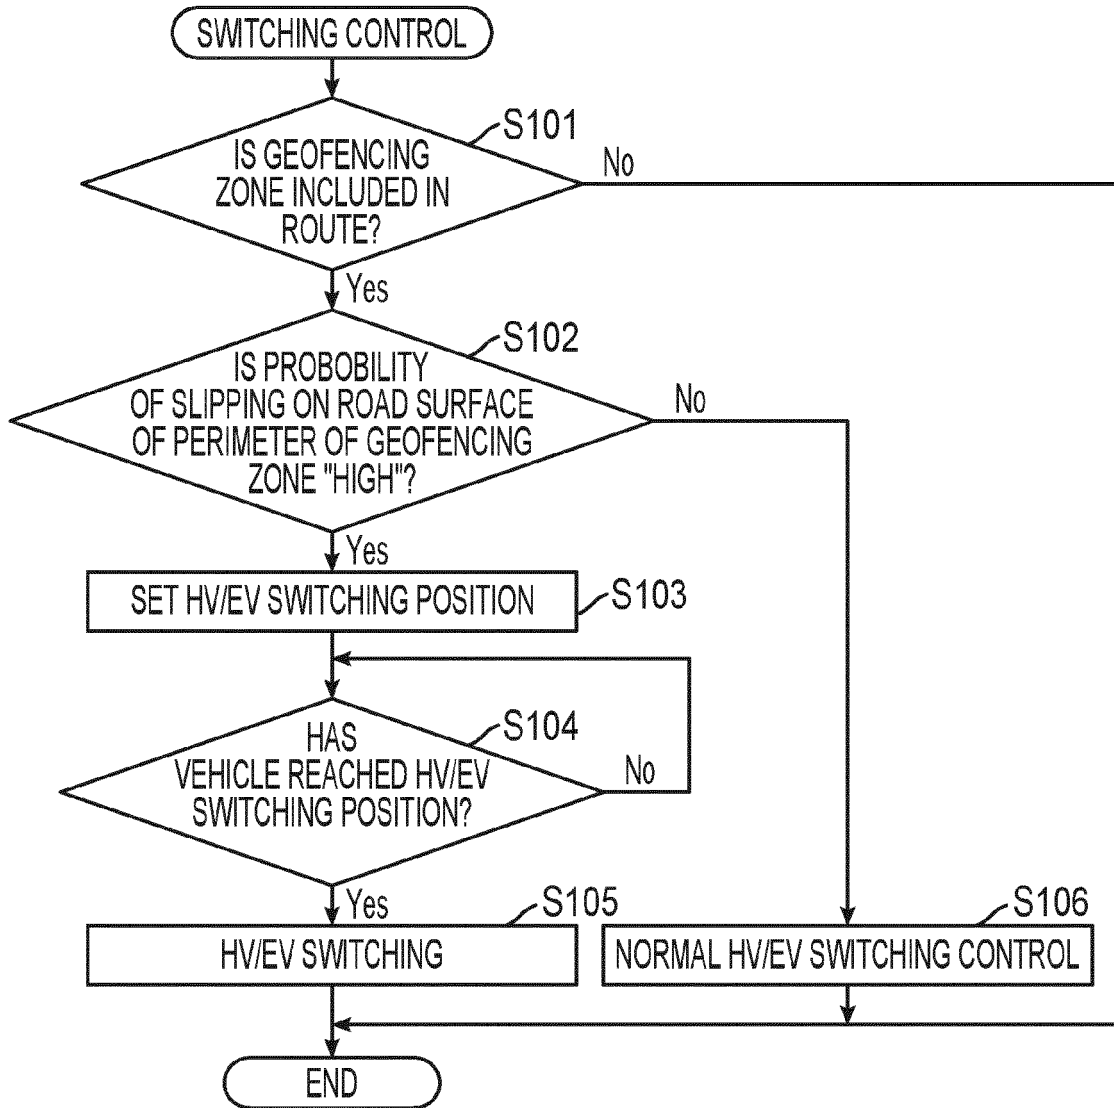 SWITCHING CONTROL
S101
IS GEOFENCING
ZONE INCLUDED IN
ROUTE?
No
Yes
S102
IS PROBOBILITY
OF SLIPPING ON ROAD SURFACE
OF PERIMETER OF GEOFENCING
ZONE "HIGH"?
No
Yes
SET HV/EV SWITCHING POSITION
S103
S104
HAS
VEHICLE REACHED HV/EV
SWITCHING POSITION?
No
Yes
S105
HV/EV SWITCHING
S106
NORMAL HV/EV SWITCHING CONTROL
END